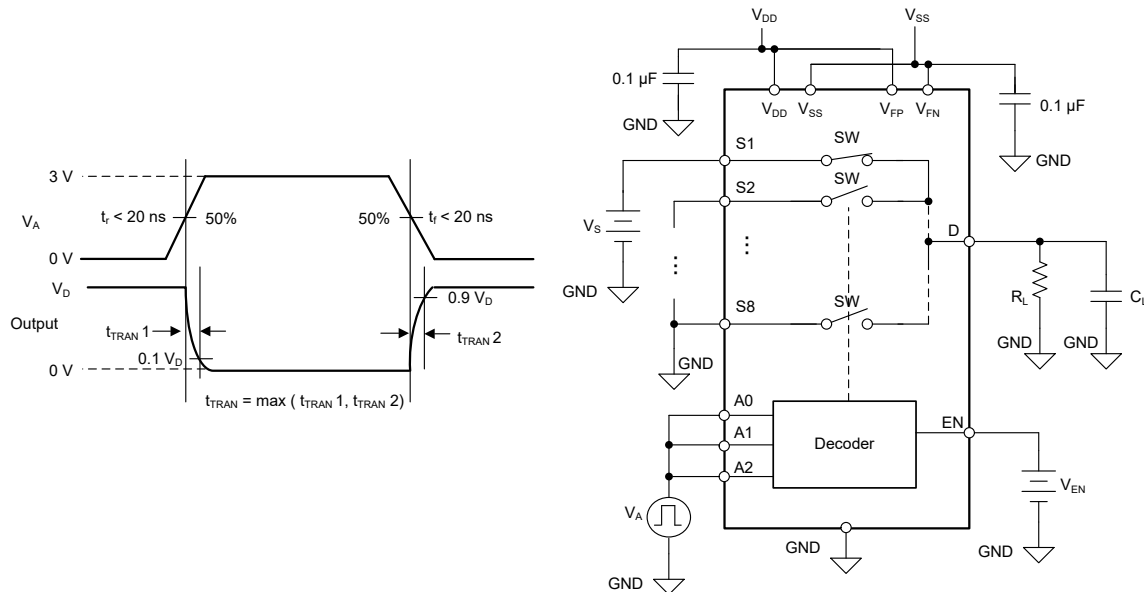 3 V
V_A
t_r < 20 ns
50%
50%
t_f < 20 ns
0 V
V_D
0.9 V_D
Output
t_TRAN 1
t_TRAN 2
0.1 V_D
0 V
t_TRAN = max ( t_TRAN 1, t_TRAN 2)
V_DD
V_SS
0.1 µF
0.1 µF
GND
V_DD
V_SS
V_FP
V_FN
GND
S1
SW
S2
SW
V_S
...
...
D
GND
S8
SW
R_L
C_L
GND
GND
GND
A0
A1
A2
Decoder
EN
V_A
V_EN
GND
GND
GND